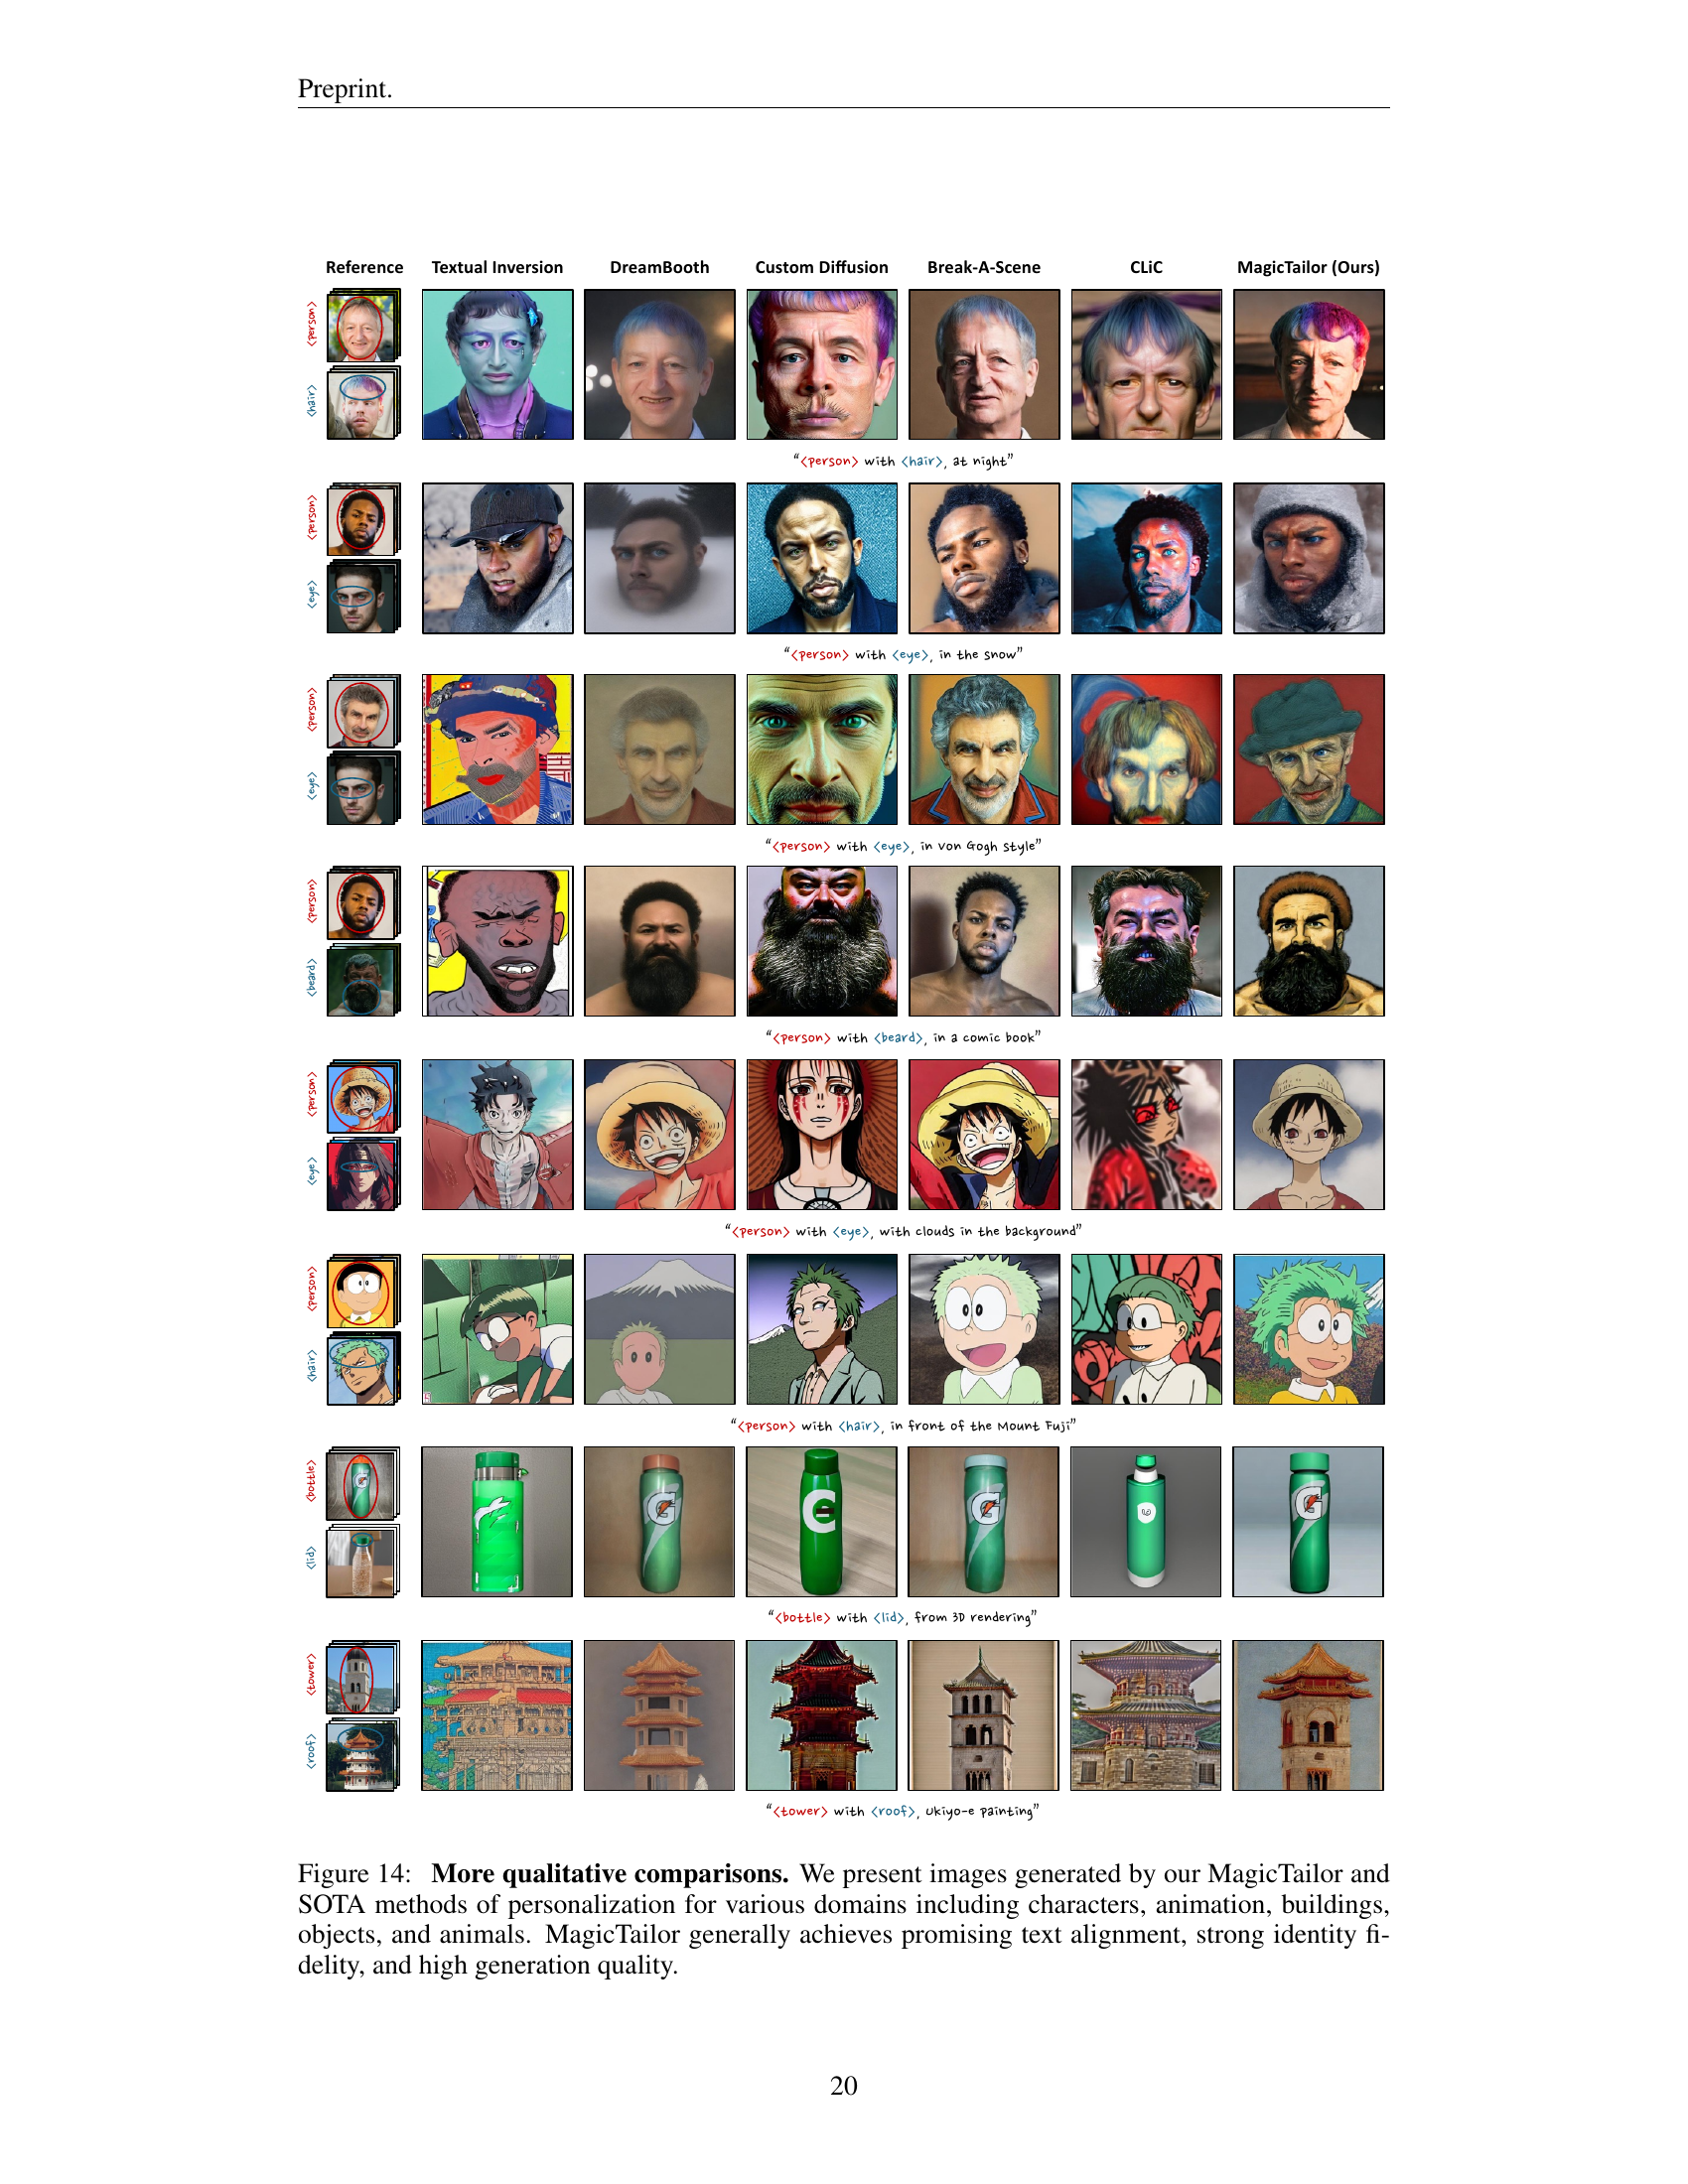 Preprint.
Reference Textual Inversion DreamBooth Custom Diffusion Break-A-Scene CLiC MagicTailor (Ours)
<person>
<hair>
“<person> with <hair>, at night”
<person>
<eye>
“<person> with <eye>, in the snow”
<person>
<eye>
“<person> with <eye>, in Von Gogh style”
<person>
<beard>
“<person> with <beard>, in a comic book”
<person>
<eye>
“<person> with <eye>, with clouds in the background”
<person>
<hair>
“<person> with <hair>, in front of the Mount Fuji”
<bottle>
<lid>
“<bottle> with <lid>, from 3D rendering”
<tower>
<roof>
“<tower> with <roof>, Ukiyo-e painting”
Figure 14: More qualitative comparisons. We present images generated by our MagicTailor and
SOTA methods of personalization for various domains including characters, animation, buildings,
objects, and animals. MagicTailor generally achieves promising text alignment, strong identity fi-
delity, and high generation quality.
20